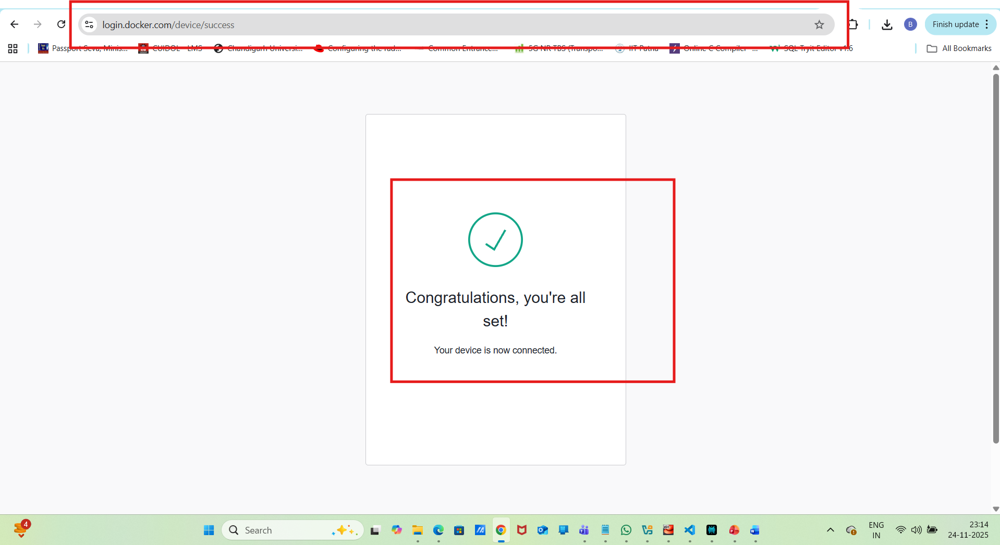 login.docker.com/device/success
Finish update
B
Passport Seva, Minis...
CUIDOL - LMS
Chandigarh Universi...
Configuring the rad...
Common Entrance...
5G NR TBS (Transpo...
IIT Patna
Online C Compiler - ...
SQL Tryit Editor v1.6
All Bookmarks
Congratulations, you're all
set!
Your device is now connected.
4
Search
ENG
IN
23:14
24-11-2025